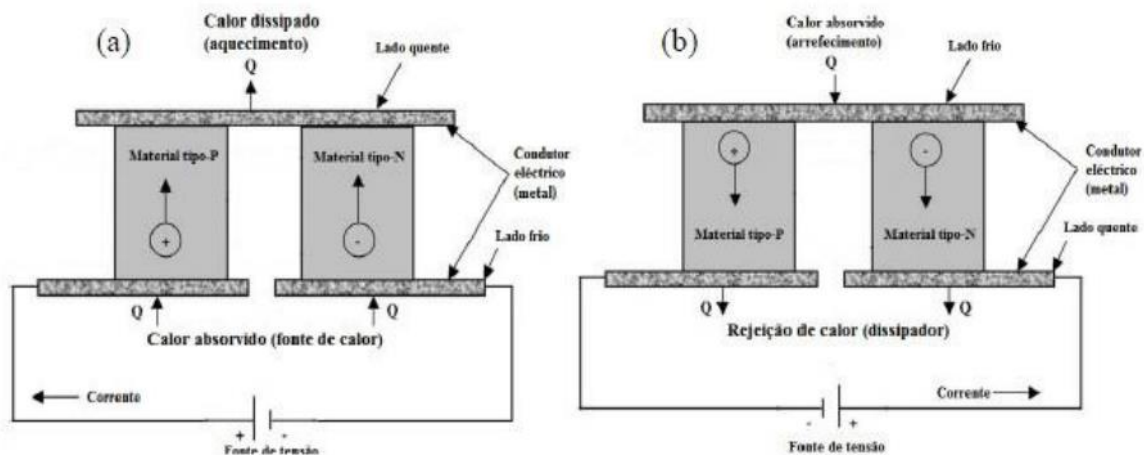 (a)
Calor dissipado
(aquecimento)
Q
Lado quente
Material tipo-P
Material tipo-N
Condutor
eléctrico
(metal)
+
-
Lado frio
Q
Q
Calor absorvido (fonte de calor)
Corrente
+ -
Fonte de tensão
(b)
Calor absorvido
(arrefecimento)
Q
Lado frio
+
-
Condutor
eléctrico
(metal)
Material tipo-P
Material tipo-N
Lado quente
Q
Q
Rejeição de calor (dissipador)
Corrente
- +
Fonte de tensão